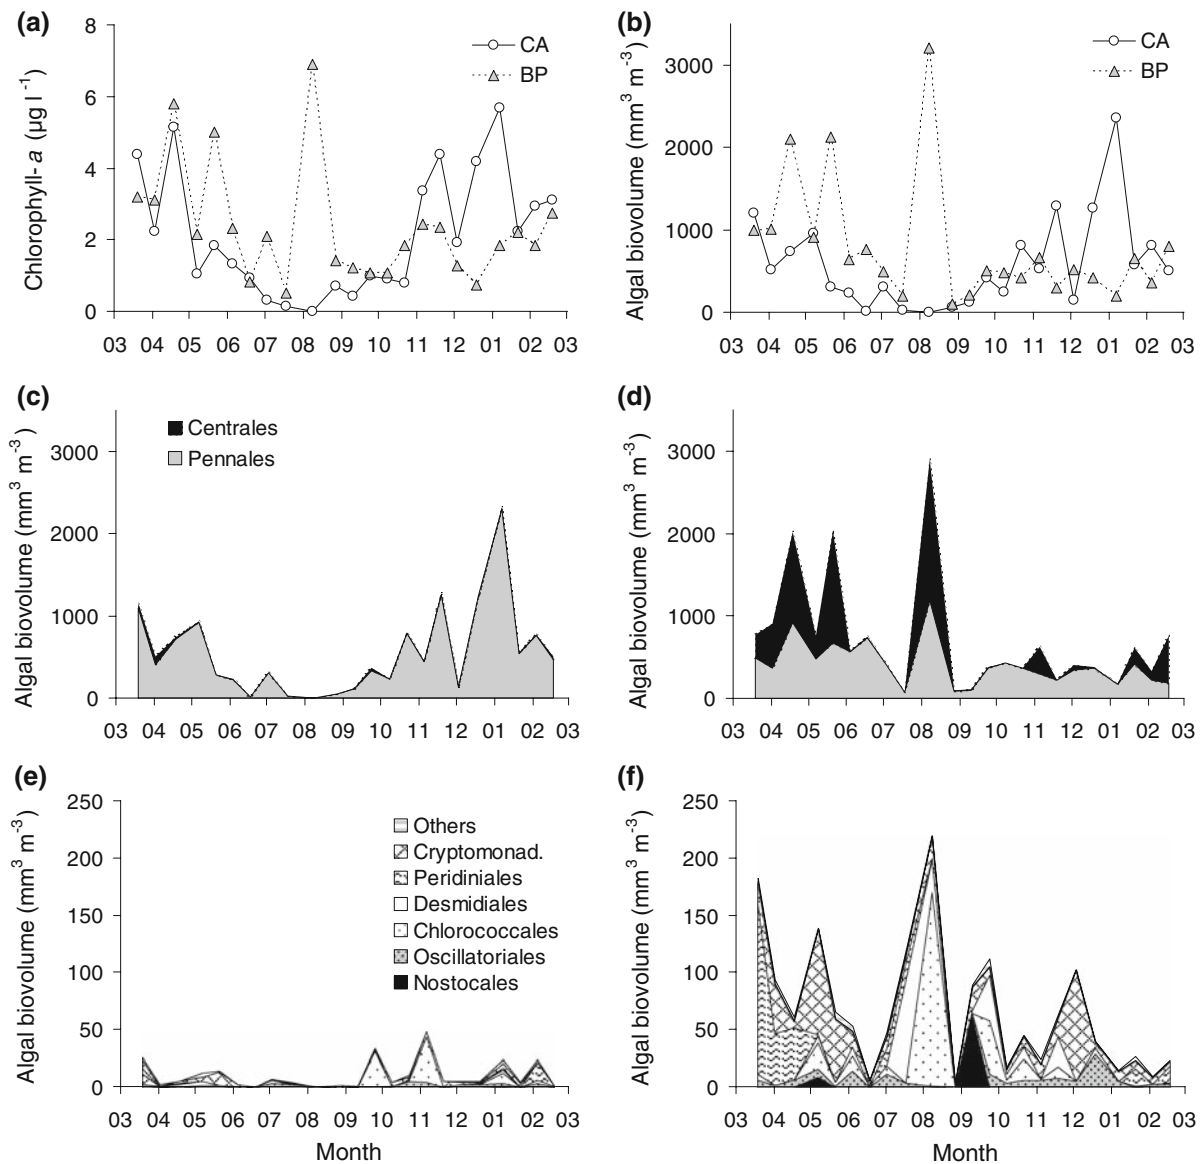 (a)
8
6
4
2
0
Chlorophyll- a (µg l⁻¹)
CA
BP
03 04 05 06 07 08 09 10 11 12 01 02 03
(b)
3000
2000
1000
0
Algal biovolume (mm³ m⁻³)
CA
BP
03 04 05 06 07 08 09 10 11 12 01 02 03
(c)
3000
2000
1000
0
Algal biovolume (mm³ m⁻³)
Centrales
Pennales
03 04 05 06 07 08 09 10 11 12 01 02 03
(d)
3000
2000
1000
0
Algal biovolume (mm³ m⁻³)
03 04 05 06 07 08 09 10 11 12 01 02 03
(e)
250
200
150
100
50
0
Algal biovolume (mm³ m⁻³)
Others
Cryptomonad.
Peridiniales
Desmidiales
Chlorococcales
Oscillatoriales
Nostocales
03 04 05 06 07 08 09 10 11 12 01 02 03
Month
(f)
250
200
150
100
50
0
Algal biovolume (mm³ m⁻³)
03 04 05 06 07 08 09 10 11 12 01 02 03
Month